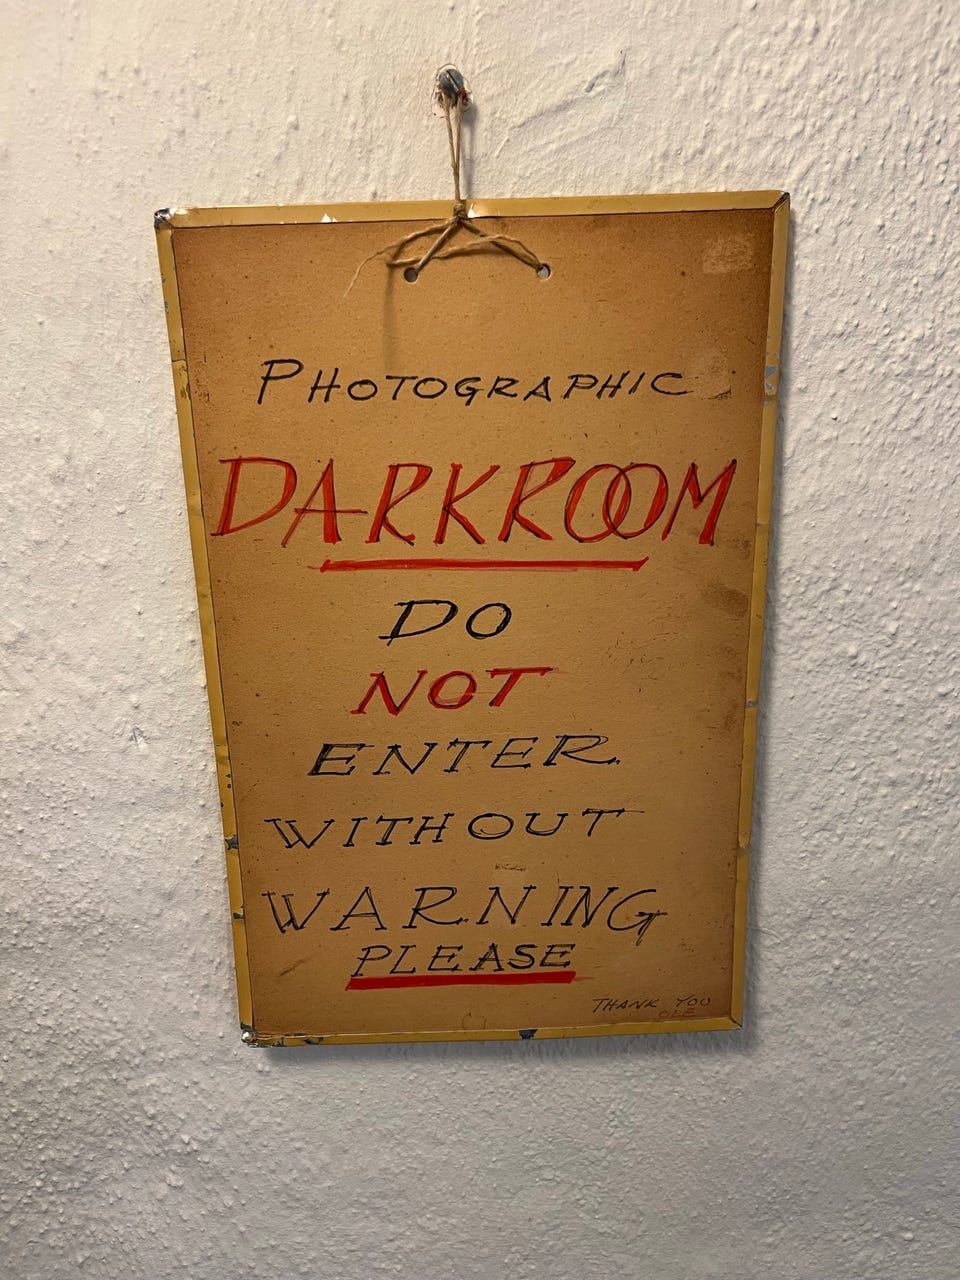 PHOTOGRAPHIC
DARKROOM
DO
NOT
ENTER
WITHOUT
WARNING
PLEASE
THANK YOU
OLE